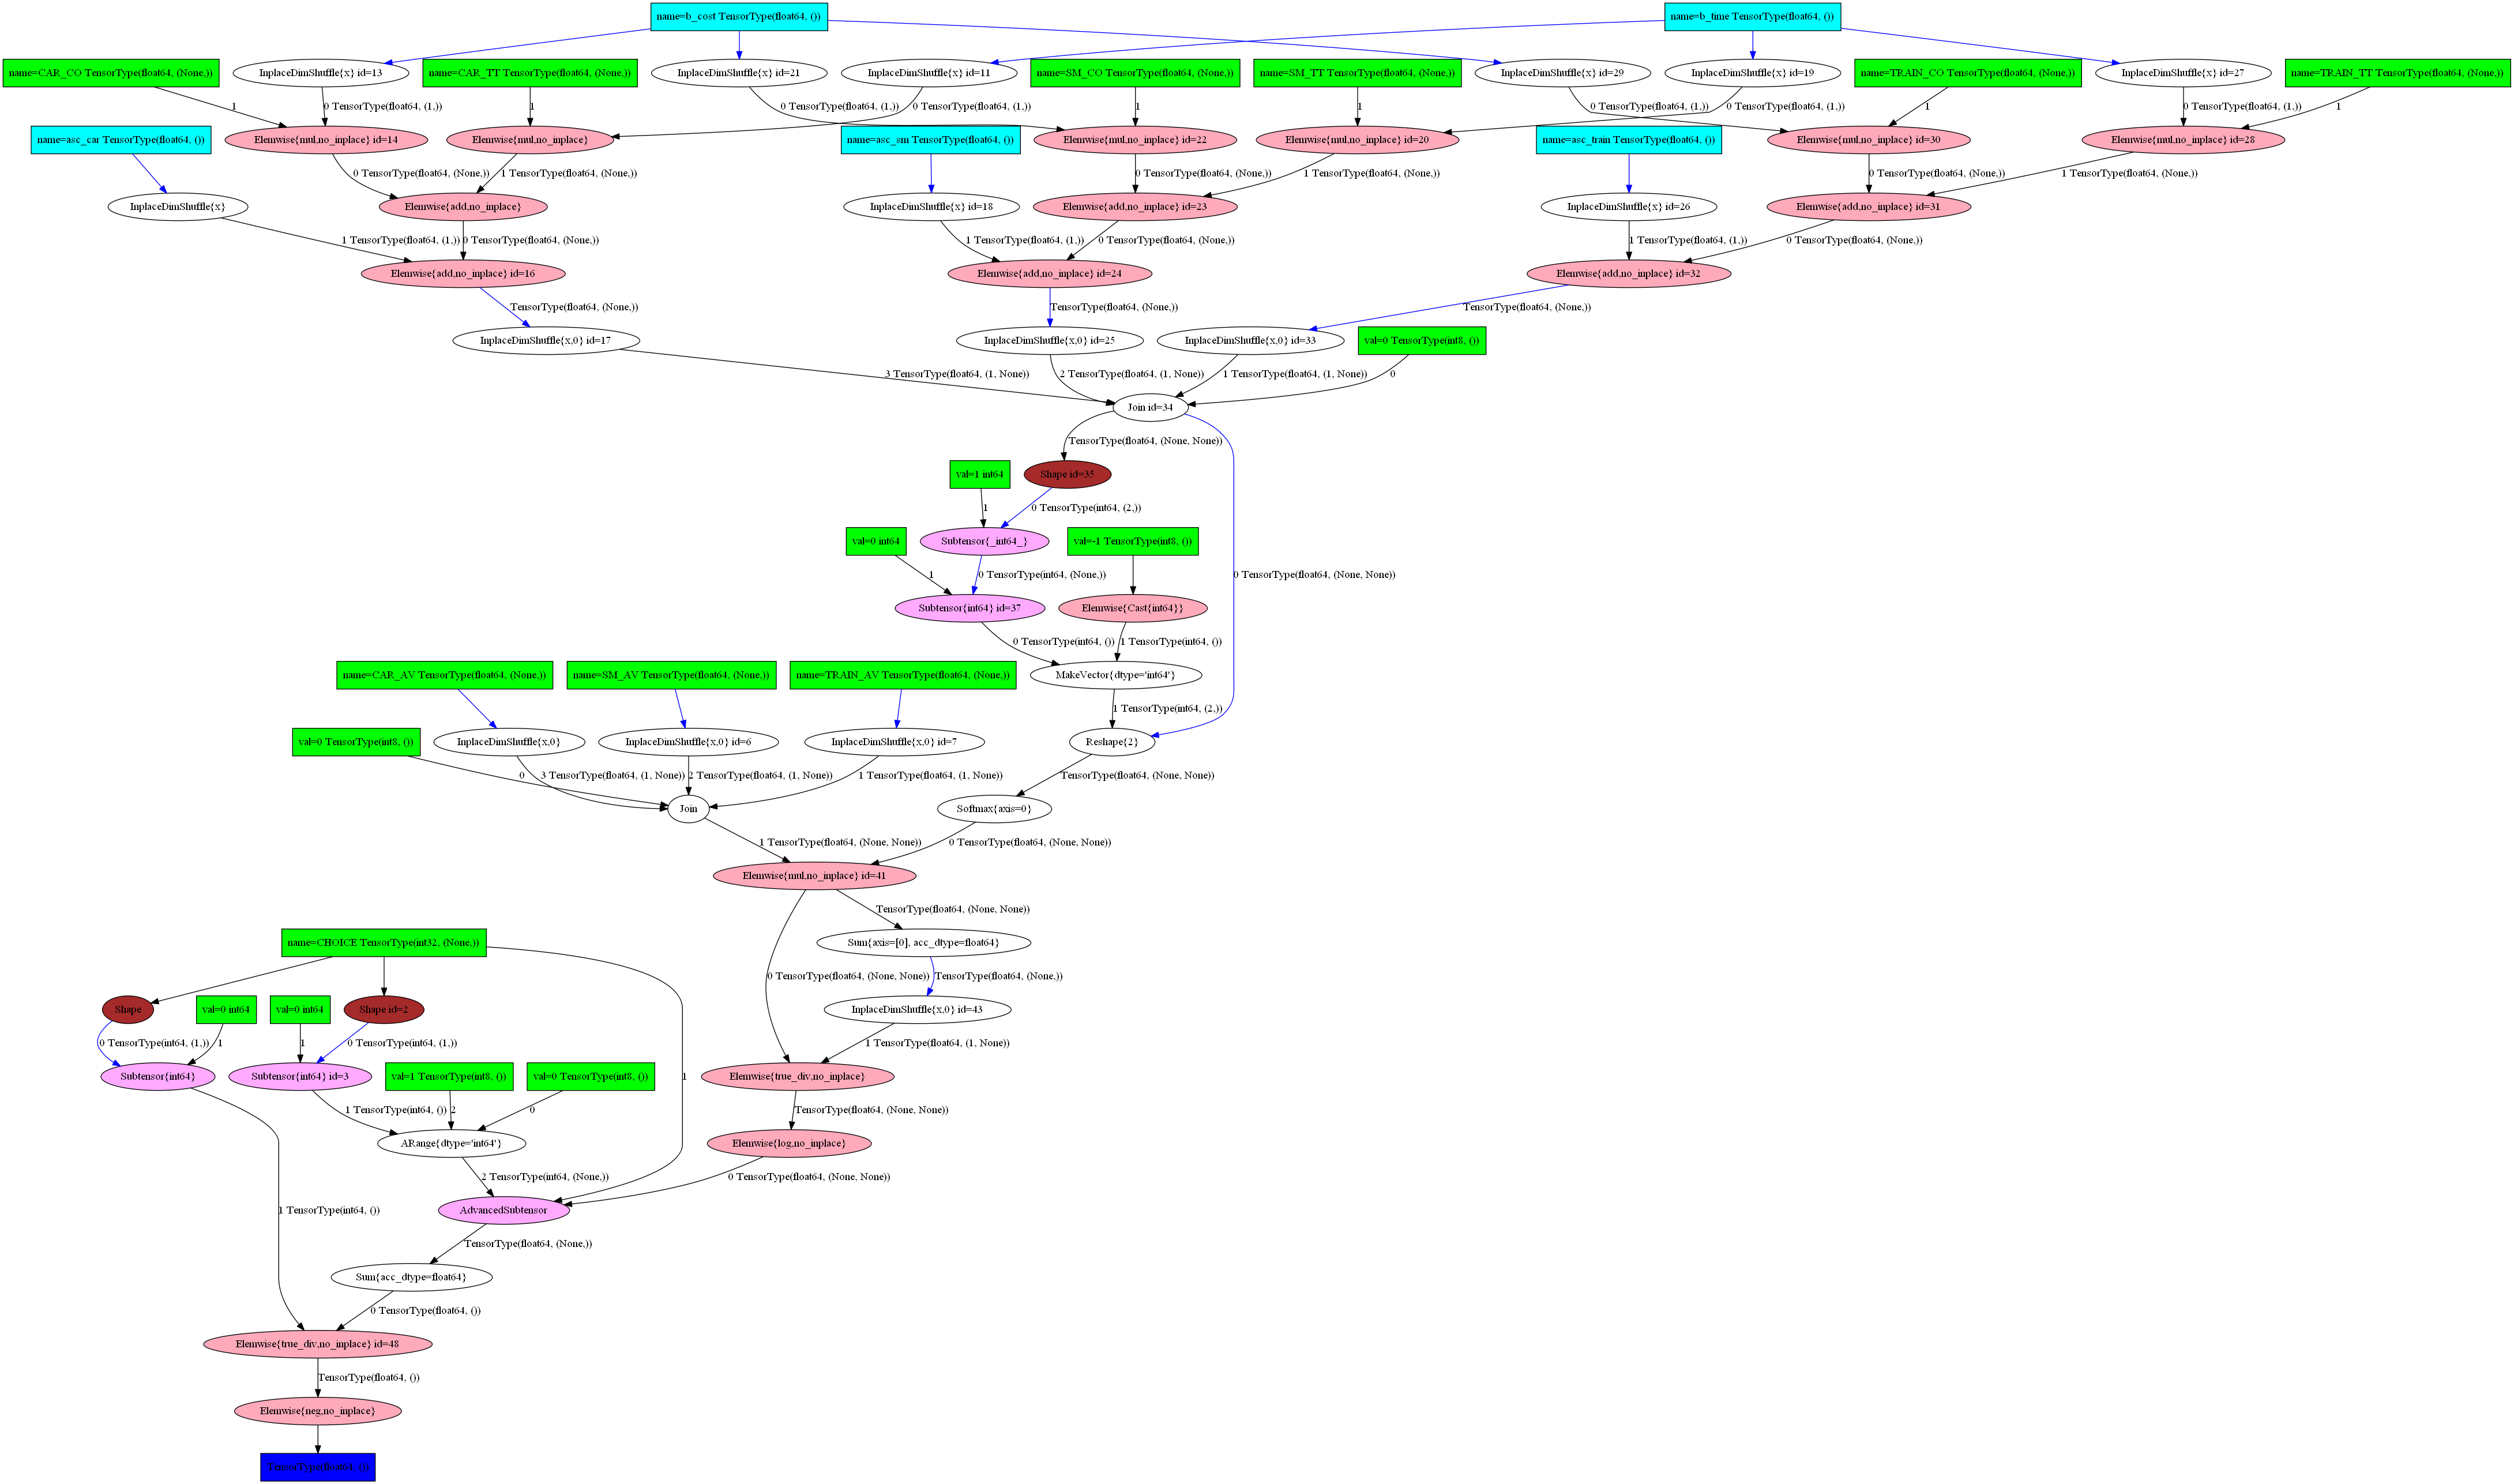 name=b_cost TensorType(float64, ())
name=b_time TensorType(float64, ())
name=CAR_CO TensorType(float64, (None,))
InplaceDimShuffle{x} id=13
name=CAR_TT TensorType(float64, (None,))
InplaceDimShuffle{x} id=21
InplaceDimShuffle{x} id=11
name=SM_CO TensorType(float64, (None,))
name=SM_TT TensorType(float64, (None,))
InplaceDimShuffle{x} id=29
InplaceDimShuffle{x} id=19
name=TRAIN_CO TensorType(float64, (None,))
InplaceDimShuffle{x} id=27
name=TRAIN_TT TensorType(float64, (None,))
1
0 TensorType(float64, (1,))
1
0 TensorType(float64, (1,))
0 TensorType(float64, (1,))
1
1
0 TensorType(float64, (1,))
0 TensorType(float64, (1,))
1
0 TensorType(float64, (1,))
1
name=asc_car TensorType(float64, ())
Elemwise{mul,no_inplace} id=14
Elemwise{mul,no_inplace}
name=asc_sm TensorType(float64, ())
Elemwise{mul,no_inplace} id=22
Elemwise{mul,no_inplace} id=20
name=asc_train TensorType(float64, ())
Elemwise{mul,no_inplace} id=30
Elemwise{mul,no_inplace} id=28
0 TensorType(float64, (None,))
1 TensorType(float64, (None,))
0 TensorType(float64, (None,))
1 TensorType(float64, (None,))
0 TensorType(float64, (None,))
1 TensorType(float64, (None,))
InplaceDimShuffle{x}
Elemwise{add,no_inplace}
InplaceDimShuffle{x} id=18
Elemwise{add,no_inplace} id=23
InplaceDimShuffle{x} id=26
Elemwise{add,no_inplace} id=31
1 TensorType(float64, (1,))
0 TensorType(float64, (None,))
1 TensorType(float64, (1,))
0 TensorType(float64, (None,))
1 TensorType(float64, (1,))
0 TensorType(float64, (None,))
Elemwise{add,no_inplace} id=16
Elemwise{add,no_inplace} id=24
Elemwise{add,no_inplace} id=32
TensorType(float64, (None,))
TensorType(float64, (None,))
TensorType(float64, (None,))
InplaceDimShuffle{x,0} id=17
InplaceDimShuffle{x,0} id=25
InplaceDimShuffle{x,0} id=33
val=0 TensorType(int8, ())
3 TensorType(float64, (1, None))
2 TensorType(float64, (1, None))
1 TensorType(float64, (1, None))
0
Join id=34
TensorType(float64, (None, None))
val=1 int64
Shape id=35
1
0 TensorType(int64, (2,))
val=0 int64
Subtensor{_int64_}
val=-1 TensorType(int8, ())
1
0 TensorType(int64, (None,))
0 TensorType(float64, (None, None))
Subtensor{int64} id=37
Elemwise{Cast{int64}}
0 TensorType(int64, ())
1 TensorType(int64, ())
name=CAR_AV TensorType(float64, (None,))
name=SM_AV TensorType(float64, (None,))
name=TRAIN_AV TensorType(float64, (None,))
MakeVector{dtype='int64'}
1 TensorType(int64, (2,))
val=0 TensorType(int8, ())
InplaceDimShuffle{x,0}
InplaceDimShuffle{x,0} id=6
InplaceDimShuffle{x,0} id=7
Reshape{2}
0
3 TensorType(float64, (1, None))
2 TensorType(float64, (1, None))
1 TensorType(float64, (1, None))
TensorType(float64, (None, None))
Join
Softmax{axis=0}
1 TensorType(float64, (None, None))
0 TensorType(float64, (None, None))
Elemwise{mul,no_inplace} id=41
TensorType(float64, (None, None))
name=CHOICE TensorType(int32, (None,))
Sum{axis=[0], acc_dtype=float64}
0 TensorType(float64, (None, None))
TensorType(float64, (None,))
Shape
val=0 int64
val=0 int64
Shape id=2
InplaceDimShuffle{x,0} id=43
0 TensorType(int64, (1,))
1
1
0 TensorType(int64, (1,))
1 TensorType(float64, (1, None))
Subtensor{int64}
Subtensor{int64} id=3
val=1 TensorType(int8, ())
val=0 TensorType(int8, ())
1
Elemwise{true_div,no_inplace}
1 TensorType(int64, ())
2
0
TensorType(float64, (None, None))
ARange{dtype='int64'}
Elemwise{log,no_inplace}
2 TensorType(int64, (None,))
0 TensorType(float64, (None, None))
1 TensorType(int64, ())
AdvancedSubtensor
TensorType(float64, (None,))
Sum{acc_dtype=float64}
0 TensorType(float64, ())
Elemwise{true_div,no_inplace} id=48
TensorType(float64, ())
Elemwise{neg,no_inplace}
TensorType(float64, ())